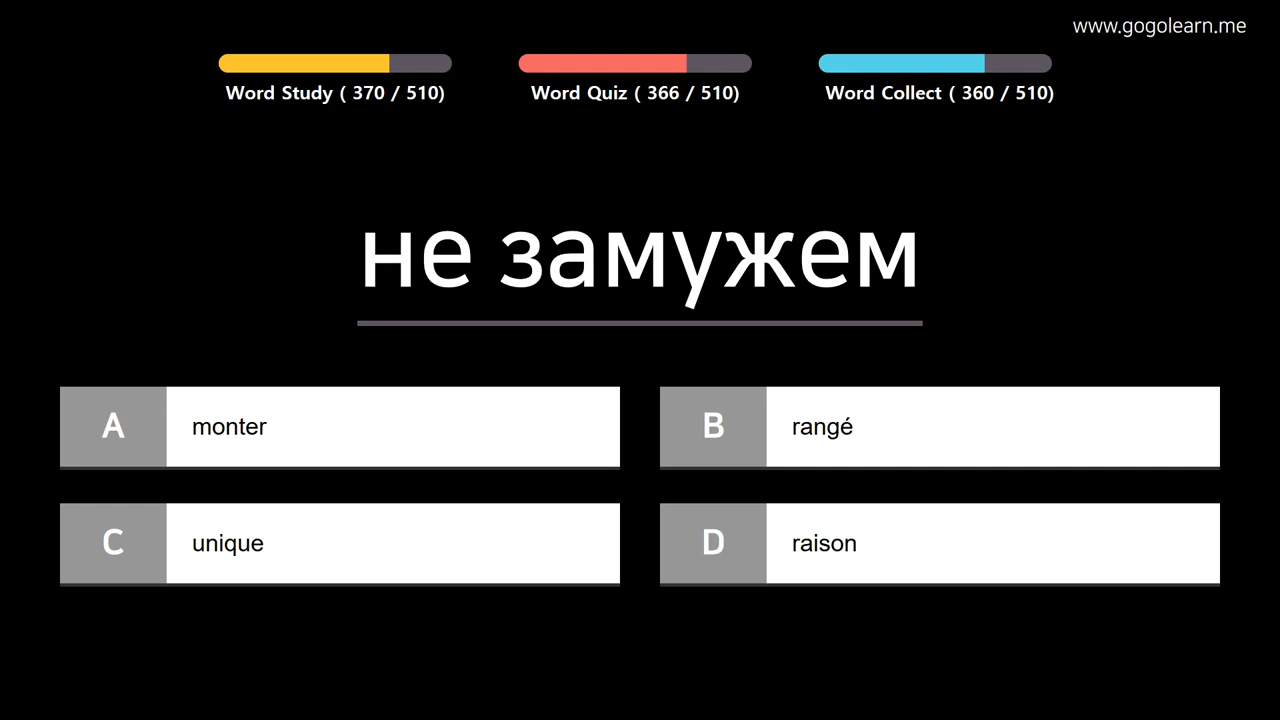 www.gogolearn.me
Word Study ( 370 / 510)
Word Quiz ( 366 / 510)
Word Collect ( 360 / 510)
не замужем
A monter
B rangé
C unique
D raison